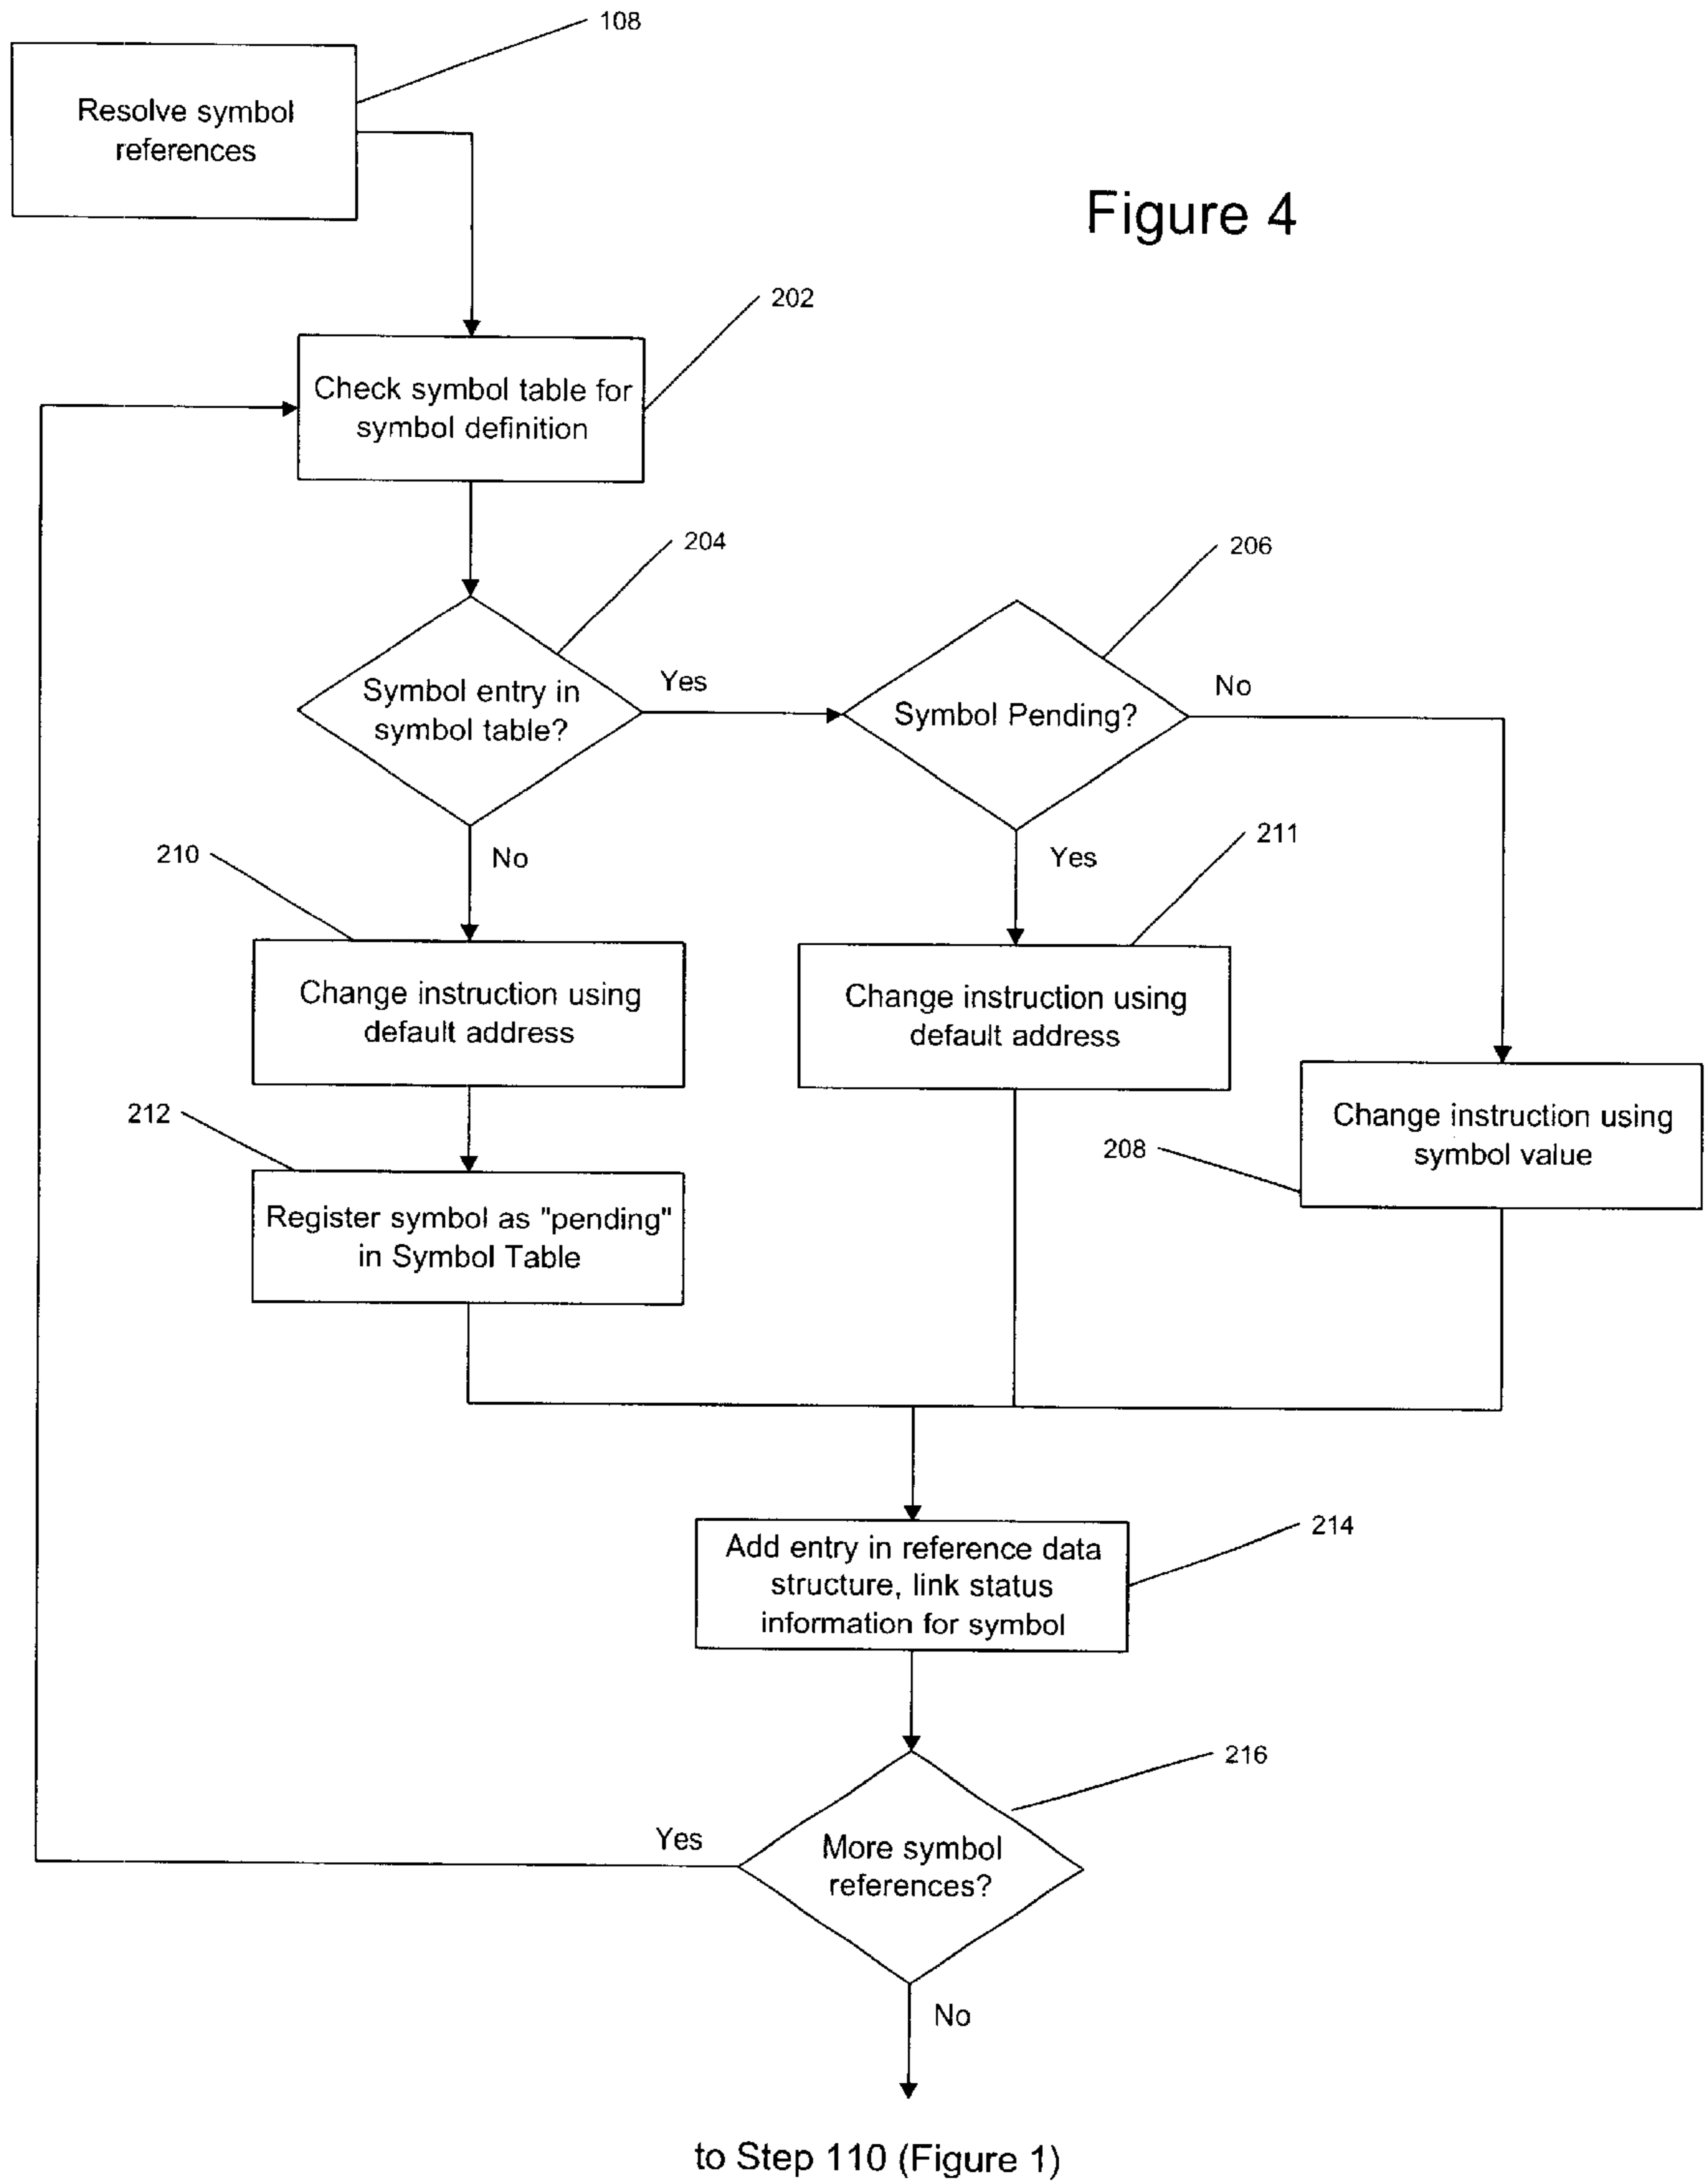 108
Resolve symbol
references
Figure 4
202
Check symbol table for
symbol definition
204
206
Symbol entry in
symbol table?
Yes
Symbol Pending?
No
210
No
Yes
211
Change instruction using
default address
Change instruction using
default address
212
208
Change instruction using
symbol value
Register symbol as "pending"
in Symbol Table
214
Add entry in reference data
structure, link status
information for symbol
216
Yes
More symbol
references?
No
to Step 110 (Figure 1)